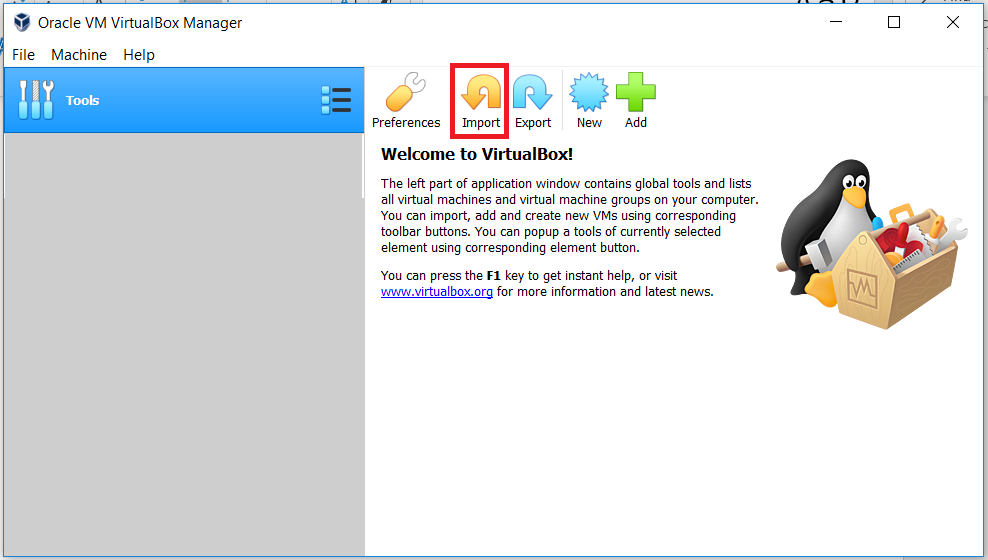 Oracle VM VirtualBox Manager
File Machine Help
Tools
Preferences Import Export New Add
Welcome to VirtualBox!
The left part of application window contains global tools and lists
all virtual machines and virtual machine groups on your computer.
You can import, add and create new VMs using corresponding
toolbar buttons. You can popup a tools of currently selected
element using corresponding element button.
You can press the F1 key to get instant help, or visit
www.virtualbox.org for more information and latest news.